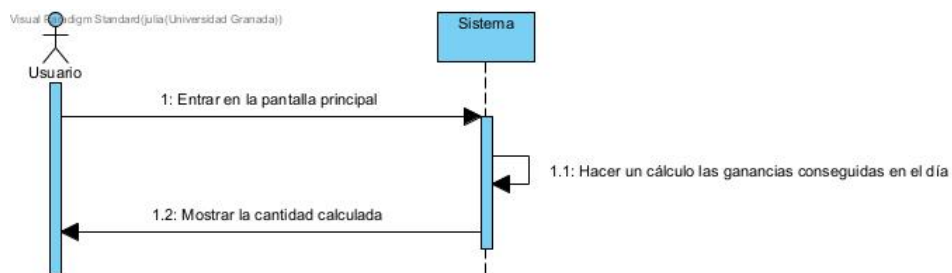 Visual Paradigm Standard(julia(Universidad Granada))
Sistema
Usuario
1: Entrar en la pantalla principal
1.1: Hacer un cálculo las ganancias conseguidas en el día
1.2: Mostrar la cantidad calculada